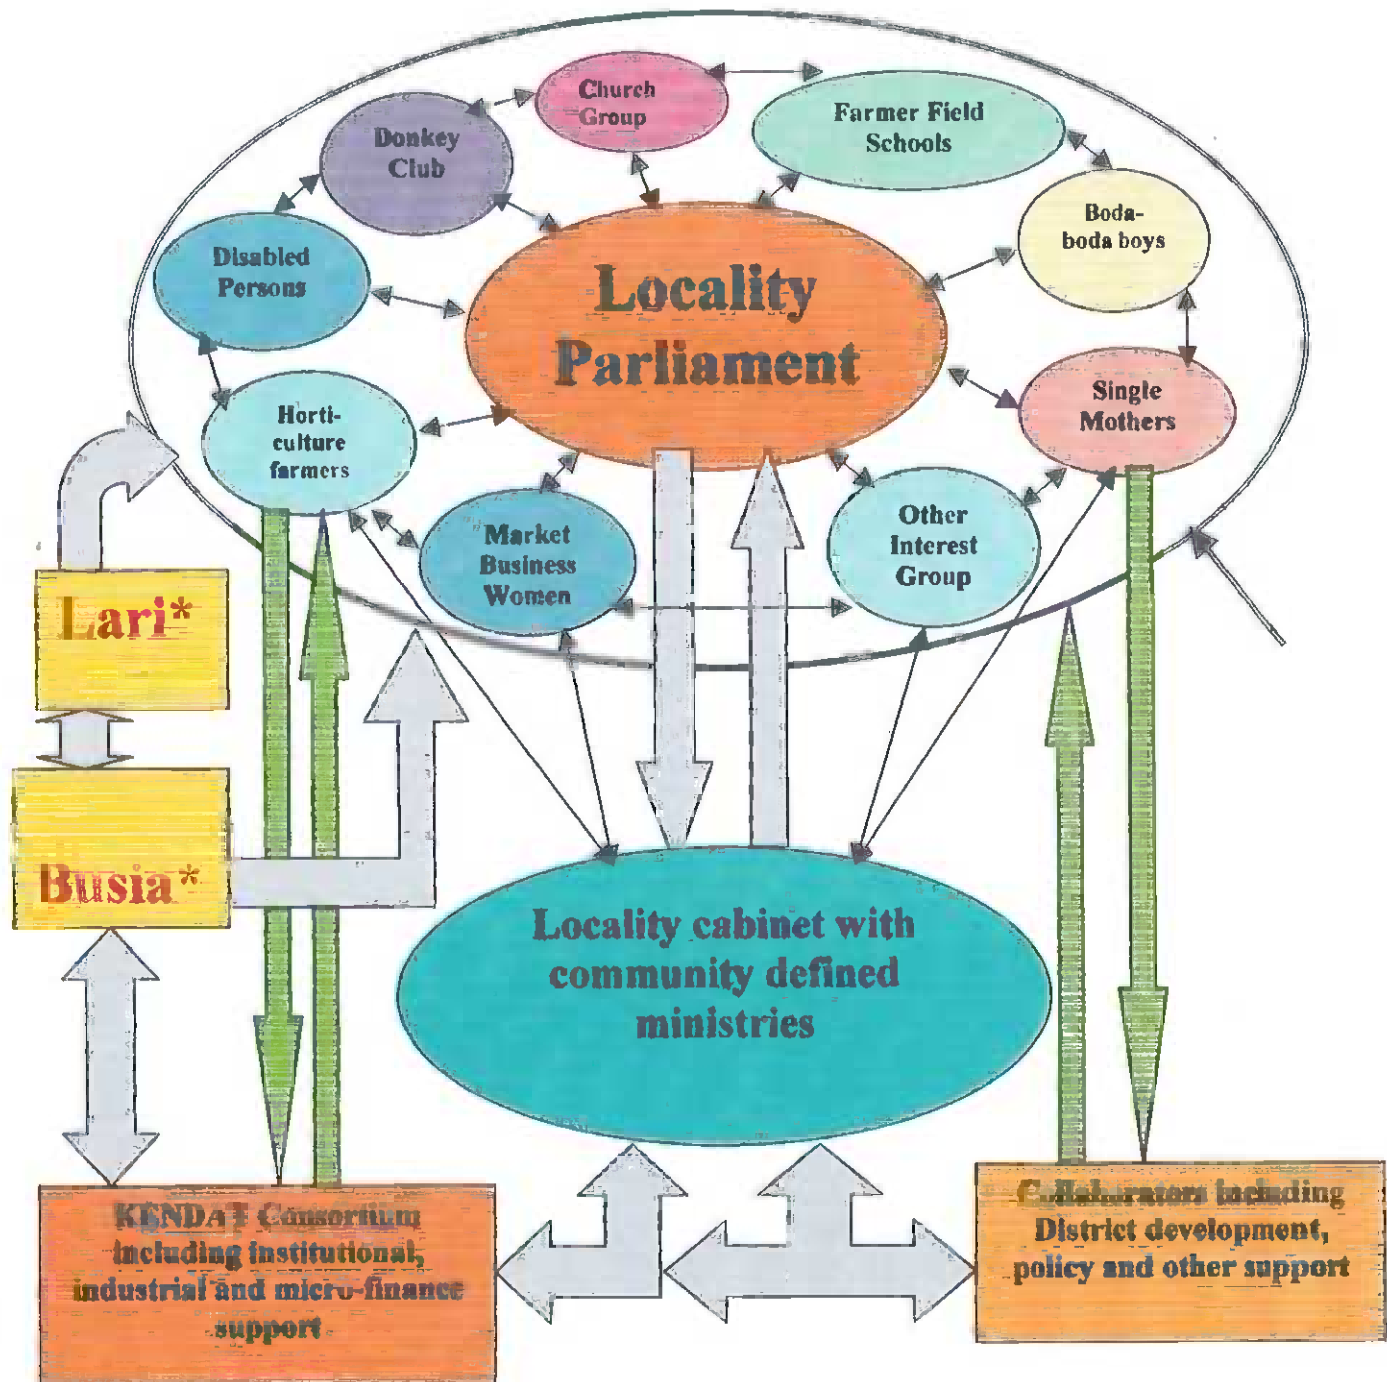 Church
Group
Farmer Field
Schools
Donkey
Club
Boda-
boda boys
Disabled
Persons
Locality
Parliament
Single
Mothers
Horti-
culture
farmers
Market
Business
Women
Other
Interest
Group
Lari*
Busia*
Locality cabinet with
community defined
ministries
KENDAT Consortium
including institutional,
industrial and micro-finance
support
Collaborators including
District development,
policy and other support